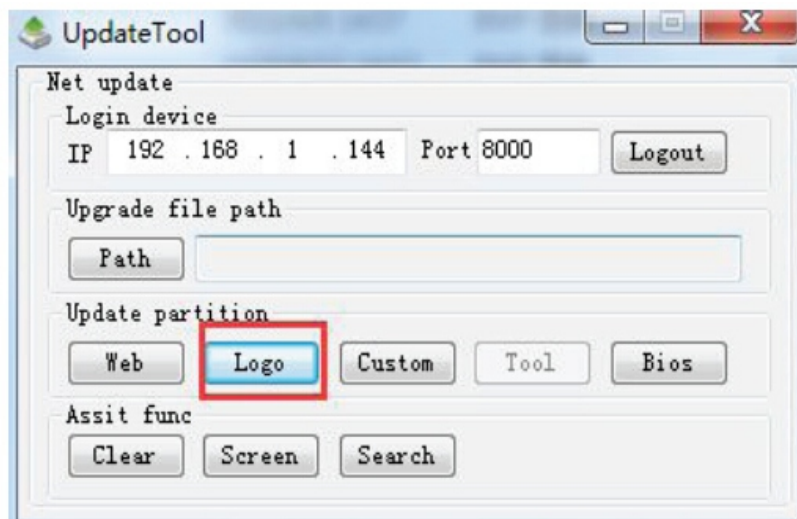 UpdateTool
Net update
Login device
IP 192 . 168 . 1 . 144 Port 8000 Logout
Upgrade file path
Path
Update partition
Web Logo Custom Tool Bios
Assit func
Clear Screen Search